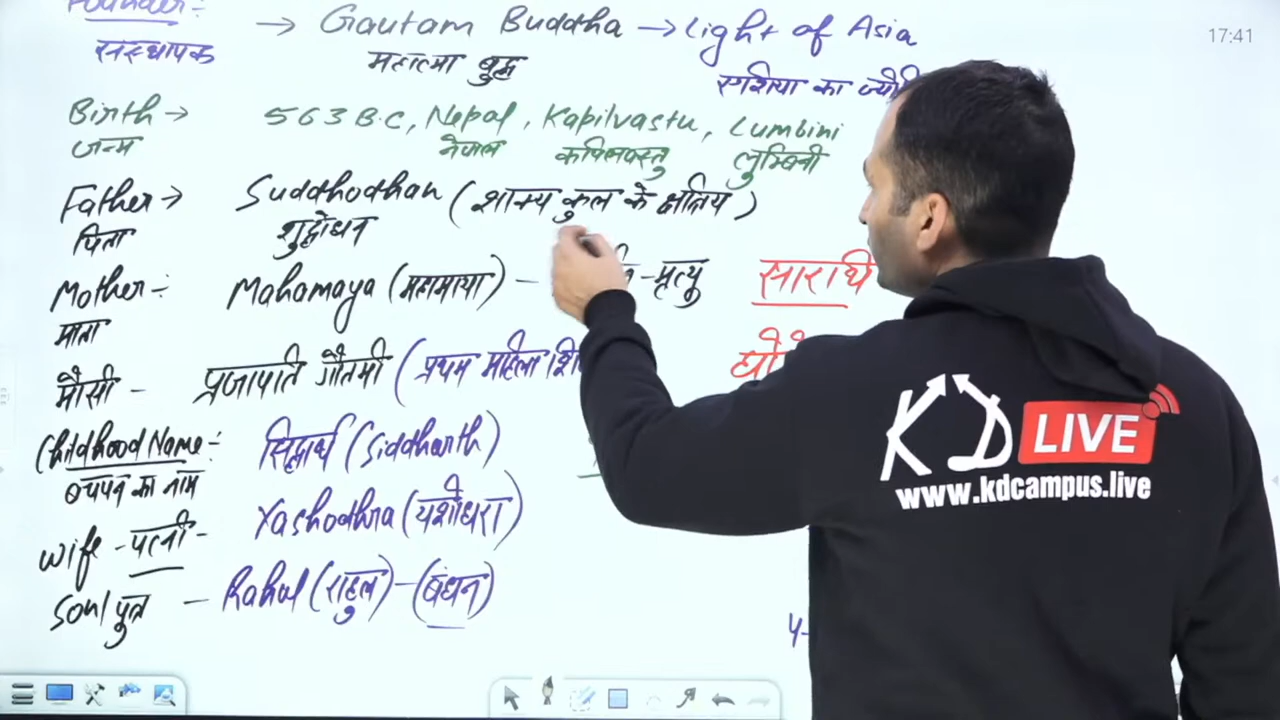 Founder:-
17:41
→ Gautam Buddha → Light of Asia
संस्थापक
महात्मा बुद्ध
एशिया का
Birth → 563 B.C, Nepal, Kapilvastu, Lumbini
जन्म नेपाल कपिलवस्तु लुम्बिनी
Father → Suddhodhan (शाक्य कुल के क्षत्रिय)
पिता शुद्धोधन
Mother :- Mahamaya (महामाया) - -मृत्यु
माता
सारथि
मौसी - प्रजापति गौतमी (प्रथम महिला
Childhood Name :- सिद्धार्थ (Siddharth)
बचपन का नाम
Wife - पत्नी - Yashodhra (यशोधरा)
Son/पुत्र - Rahul (राहुल) - (बंधन)
4-
KD LIVE
www.kdcampus.live